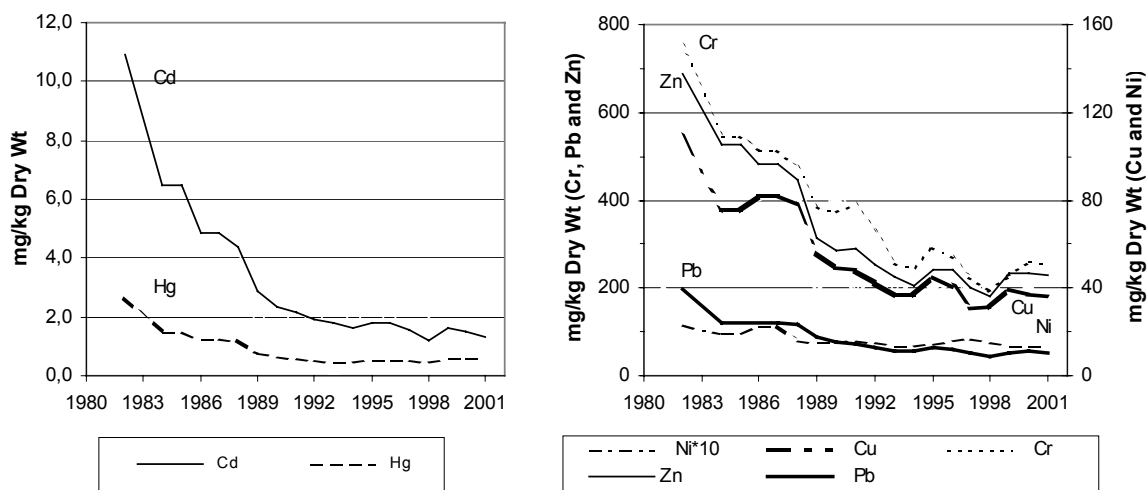 mg/kg Dry Wt
12,0
10,0
8,0
6,0
4,0
2,0
0,0
Cd
Hg
1980 1983 1986 1989 1992 1995 1998 2001
Cd Hg
mg/kg Dry Wt (Cr, Pb and Zn)
800
600
400
200
0
Cr
Zn
Pb
Cu
Ni
160
120
80
40
0
mg/kg Dry Wt (Cu and Ni)
1980 1983 1986 1989 1992 1995 1998 2001
Ni*10 Cu Cr
Zn Pb